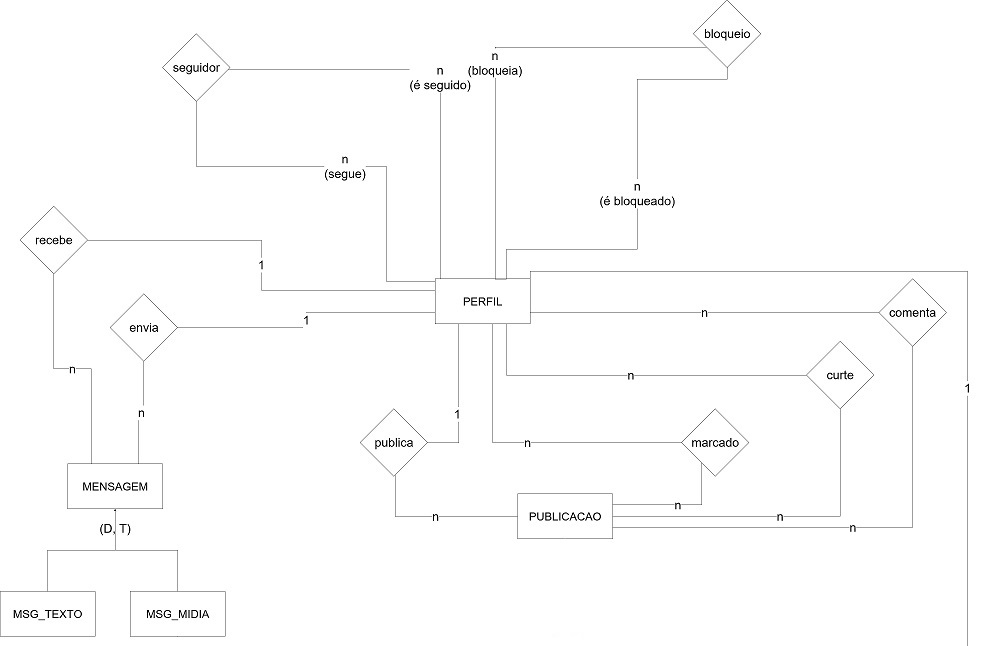 bloqueio
seguidor
n
(bloqueia)
n
(é seguido)
n
(segue)
n
(é bloqueado)
recebe
1
PERFIL
n
comenta
envia
1
n
n
curte
1
n
1
publica
n
marcado
MENSAGEM
n
PUBLICACAO
n
n
n
(D, T)
MSG_TEXTO
MSG_MIDIA